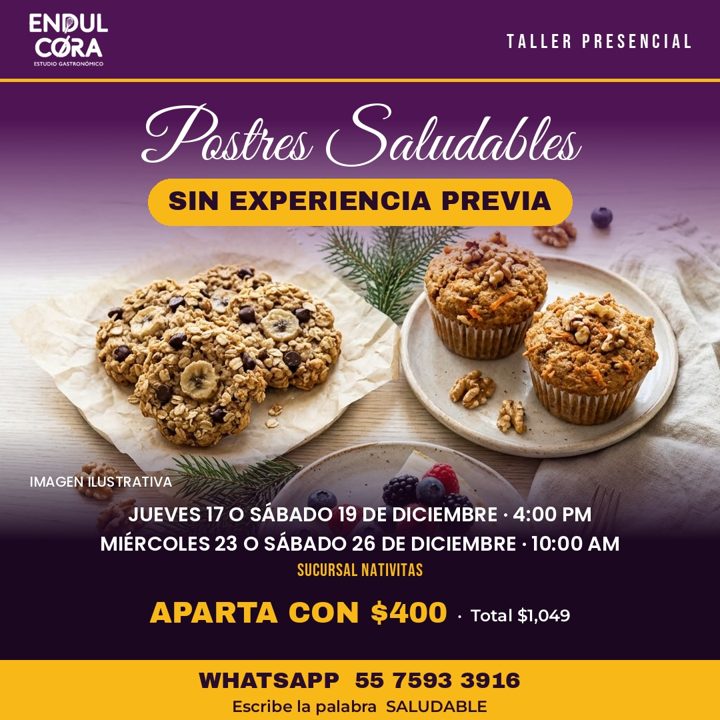 ENDUL
CORA
ESTUDIO GASTRONÓMICO
TALLER PRESENCIAL
Postres Saludables
SIN EXPERIENCIA PREVIA
IMAGEN ILUSTRATIVA
JUEVES 17 O SÁBADO 19 DE DICIEMBRE · 4:00 PM
MIÉRCOLES 23 O SÁBADO 26 DE DICIEMBRE · 10:00 AM
SUCURSAL NATIVITAS
APARTA CON $400 · Total $1,049
WHATSAPP 55 7593 3916
Escribe la palabra SALUDABLE